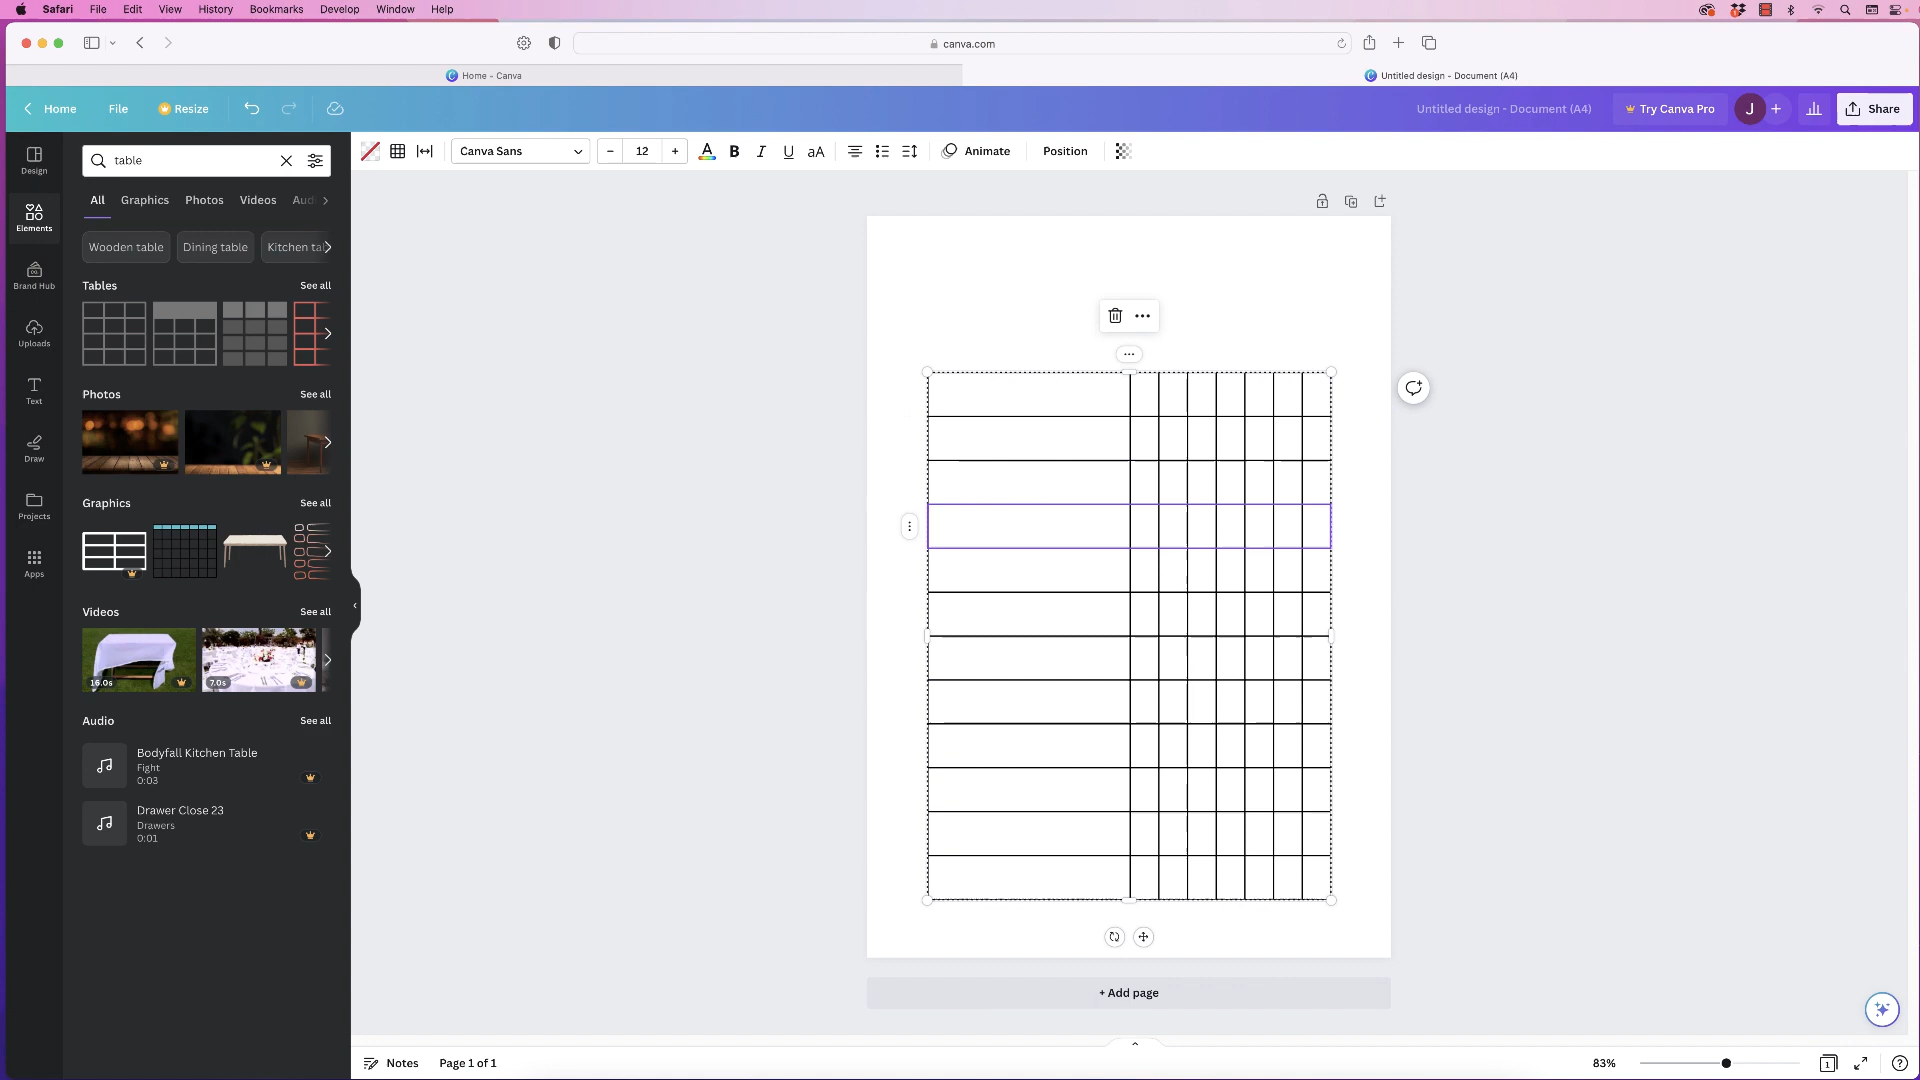 Safari File Edit View History Bookmarks Develop Window Help
canva.com
Home - Canva
Untitled design - Document (A4)
Home File Resize
Untitled design - Document (A4) Try Canva Pro J + Share
table
Canva Sans
- 12 +
A B I U aA
Animate Position
Design
Elements
Brand Hub
Uploads
Text
Draw
Projects
Apps
All Graphics Photos Videos
Wooden table Dining table
Tables See all
Photos See all
Graphics See all
Videos See all
16.0s 7.0s
Audio See all
Bodyfall Kitchen Table
Fight
0:03
Drawer Close 23
Drawers
0:01
+ Add page
Notes Page 1 of 1
83%
1
?